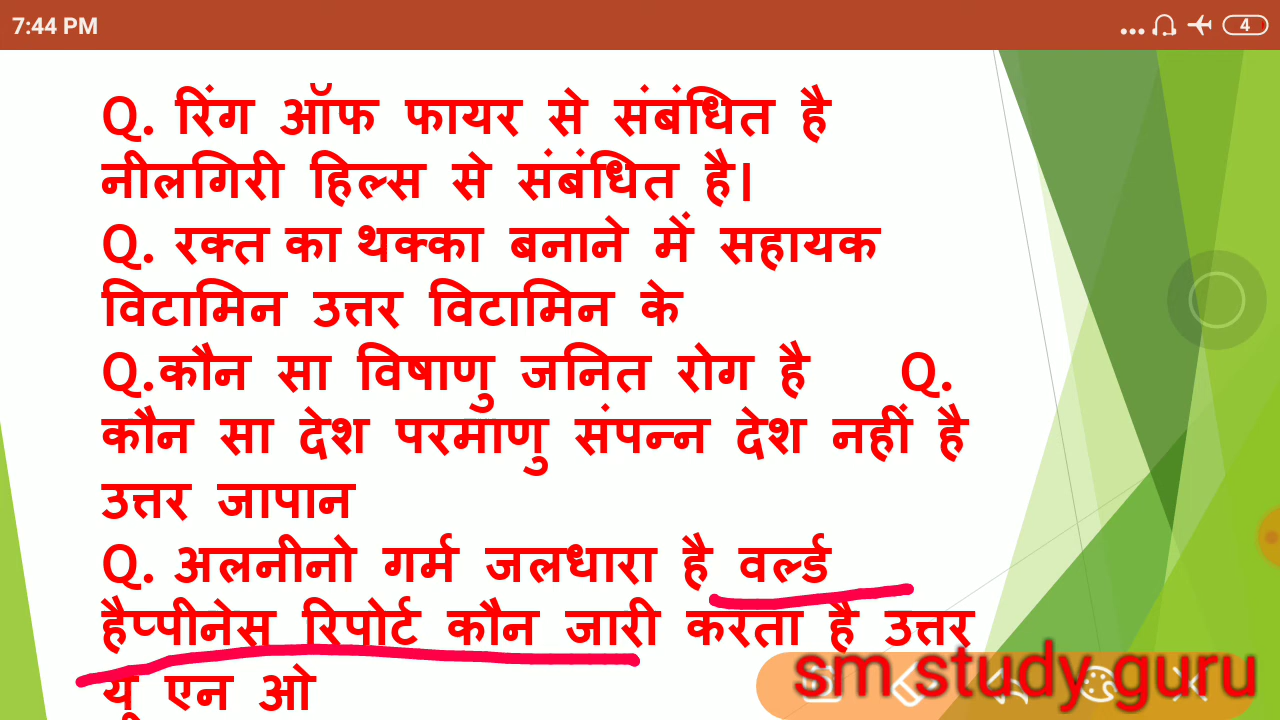 7:44 PM
4
Q. रिंग ऑफ फायर से संबंधित है
नीलगिरी हिल्स से संबंधित है।
Q. रक्त का थक्का बनाने में सहायक
विटामिन उत्तर विटामिन के
Q.कौन सा विषाणु जनित रोग है Q.
कौन सा देश परमाणु संपन्न देश नहीं है
उत्तर जापान
Q. अलनीनो गर्म जलधारा है वर्ल्ड
हैप्पीनेस रिपोर्ट कौन जारी करता है उत्तर
यू एन ओ
sm.study.guru